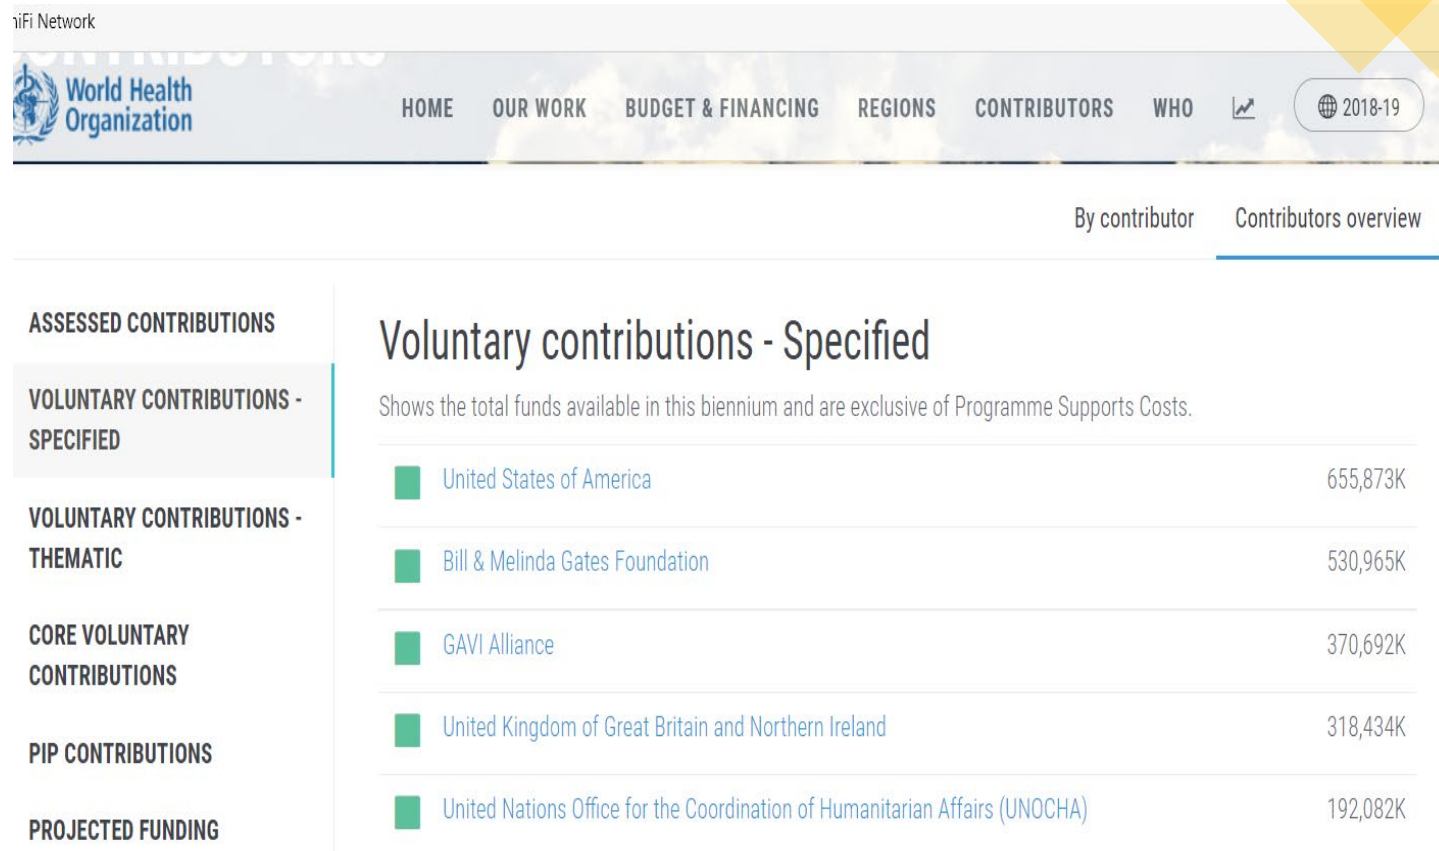 niFi Network
CONTRIBUTORS
World Health
Organization
HOME OUR WORK BUDGET & FINANCING REGIONS CONTRIBUTORS WHO 2018-19
By contributor Contributors overview
ASSESSED CONTRIBUTIONS
VOLUNTARY CONTRIBUTIONS -
SPECIFIED
VOLUNTARY CONTRIBUTIONS -
THEMATIC
CORE VOLUNTARY
CONTRIBUTIONS
PIP CONTRIBUTIONS
PROJECTED FUNDING
Voluntary contributions - Specified
Shows the total funds available in this biennium and are exclusive of Programme Supports Costs.
United States of America 655,873K
Bill & Melinda Gates Foundation 530,965K
GAVI Alliance 370,692K
United Kingdom of Great Britain and Northern Ireland 318,434K
United Nations Office for the Coordination of Humanitarian Affairs (UNOCHA) 192,082K